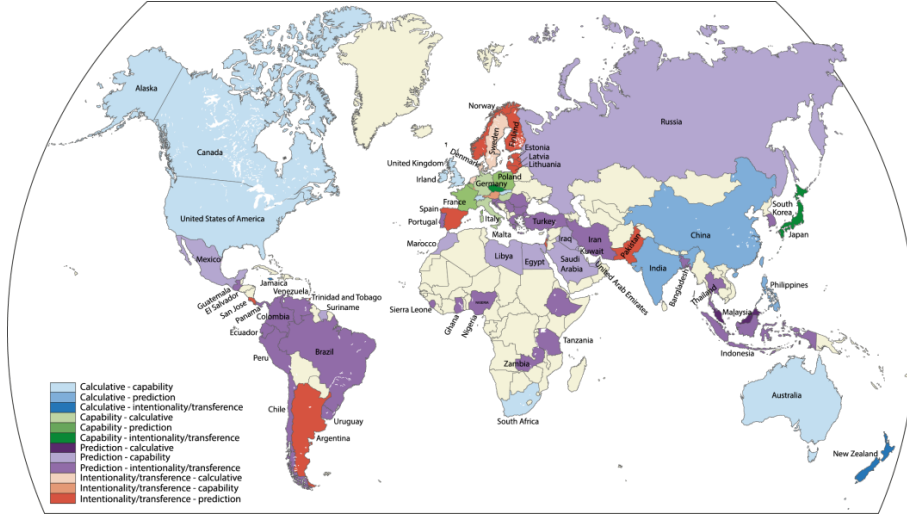 Alaska
Canada
United States of America
Mexico
Guatemala
El Salvador
San Jose
Panama
Jamaica
Venezuela
Trinidad and Tobago
Suriname
Colombia
Ecuador
Peru
Brazil
Chile
Uruguay
Argentina
Norway
Sweden
Finland
Estonia
Latvia
Lithuania
Denmark
United Kingdom
Irland
Poland
Germany
France
Spain
Portugal
Italy
Malta
Marocco
Turkey
Libya
Egypt
Iraq
Iran
Kuwait
Saudi
Arabia
United Arab Emirates
Pakistan
India
Bangladesh
Russia
China
South
Korea
Japan
Philippines
Thailand
Malaysia
Indonesia
Sierra Leone
Ghana
Nigeria
Tanzania
Zambia
South Africa
Australia
New Zealand
Calculative - capability
Calculative - prediction
Calculative - intentionality/transference
Capability - calculative
Capability - prediction
Capability - intentionality/transference
Prediction - calculative
Prediction - capability
Prediction - intentionality/transference
Intentionality/transference - calculative
Intentionality/transference - capability
Intentionality/transference - prediction